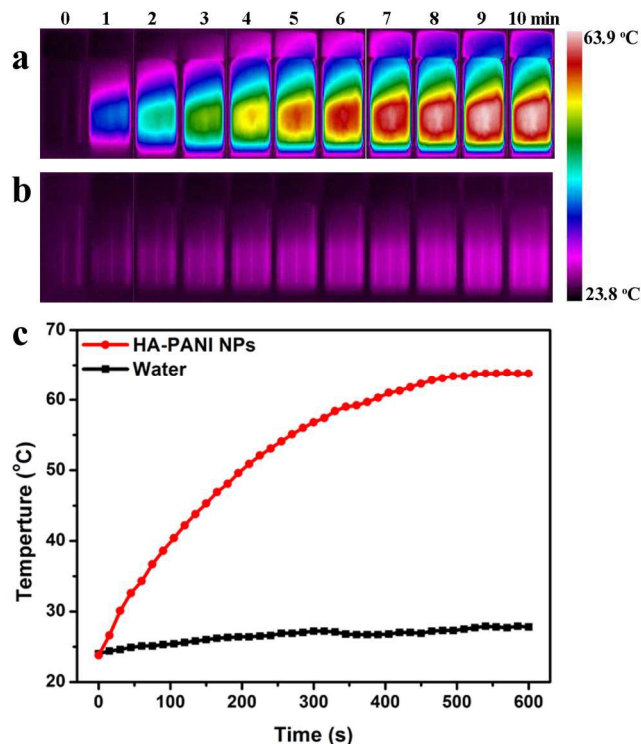 0 1 2 3 4 5 6 7 8 9 10 min
a
63.9 °C
b
23.8 °C
c
70
60
50
40
30
20
HA-PANI NPs
Water
Temperture (°C)
0 100 200 300 400 500 600
Time (s)